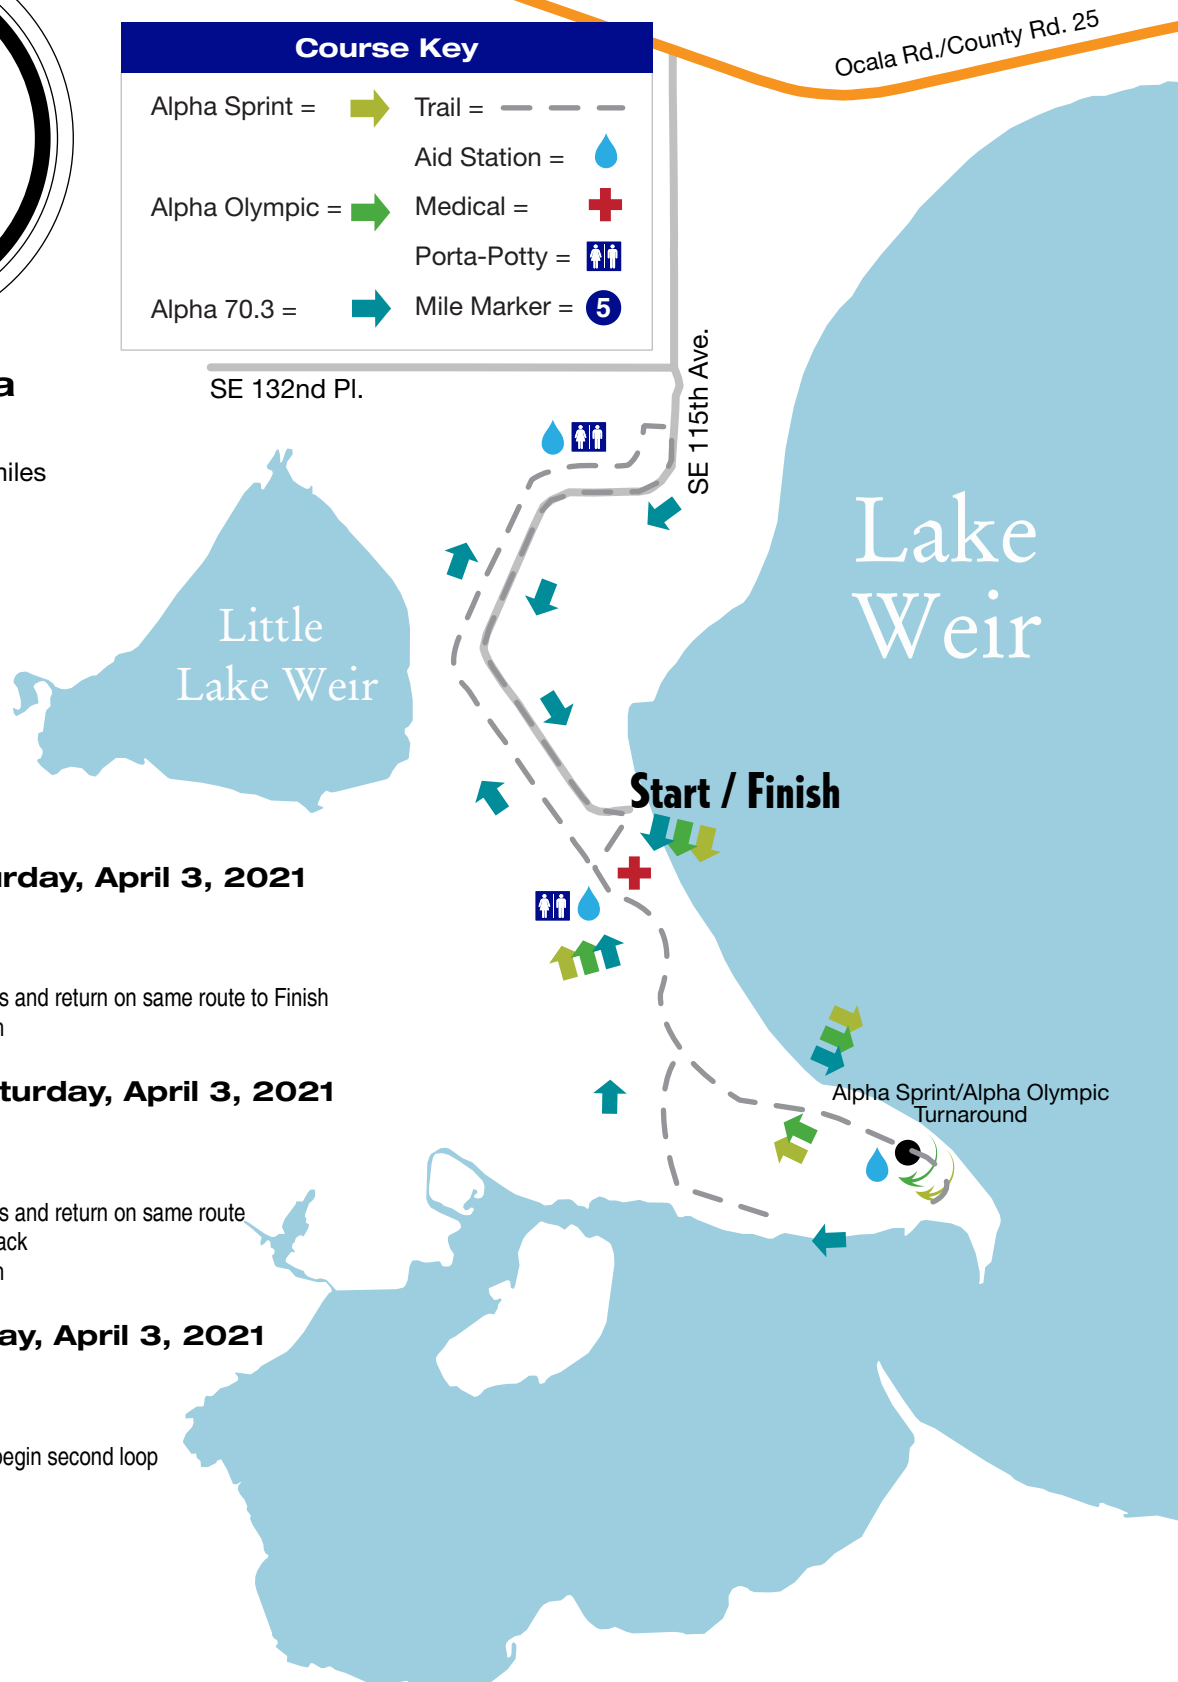 Ocala Rd./County Rd. 25
Course Key
Alpha Sprint =
Trail =
Aid Station =
Alpha Olympic =
Medical =
Porta-Potty =
Alpha 70.3 =
Mile Marker = 5
SE 132nd Pl.
SE 115th Ave.
a
niles
Lake
Weir
Little
Lake Weir
Start / Finish
urday, April 3, 2021
s and return on same route to Finish
n
turday, April 3, 2021
Alpha Sprint/Alpha Olympic
Turnaround
s and return on same route
ack
n
ay, April 3, 2021
begin second loop